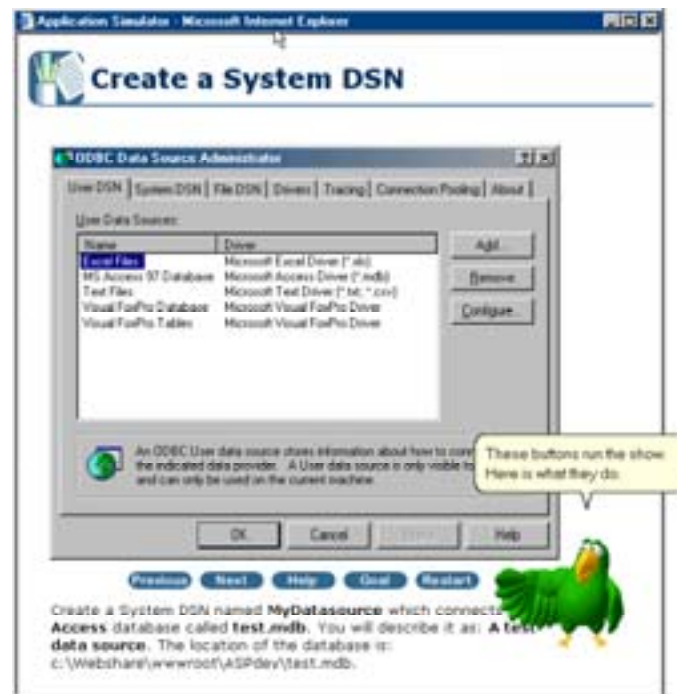 Application Simulator - Microsoft Internet Explorer
Create a System DSN
ODBC Data Source Administrator
User DSN System DSN File DSN Drivers Tracing Connection Pooling About
User Data Sources:
Name Driver Add...
Excel Files Microsoft Excel Driver (*.xls)
MS Access 97 Database Microsoft Access Driver (*.mdb) Remove
Text Files Microsoft Text Driver (*.txt; *.csv)
Visual FoxPro Database Microsoft Visual FoxPro Driver Configure...
Visual FoxPro Tables Microsoft Visual FoxPro Driver
An ODBC User data source stores information about how to
the indicated data provider. A User data source is only visible to
and can only be used on the current machine.
These buttons run the show.
Here is what they do.
OK Cancel Help
Previous Next Help Goal Restart
Create a System DSN named MyDatasource which connects
Access database called test.mdb. You will describe it as: A test
data source. The location of the database is:
c:\Webshare\wwwroot\ASPdev\test.mdb.